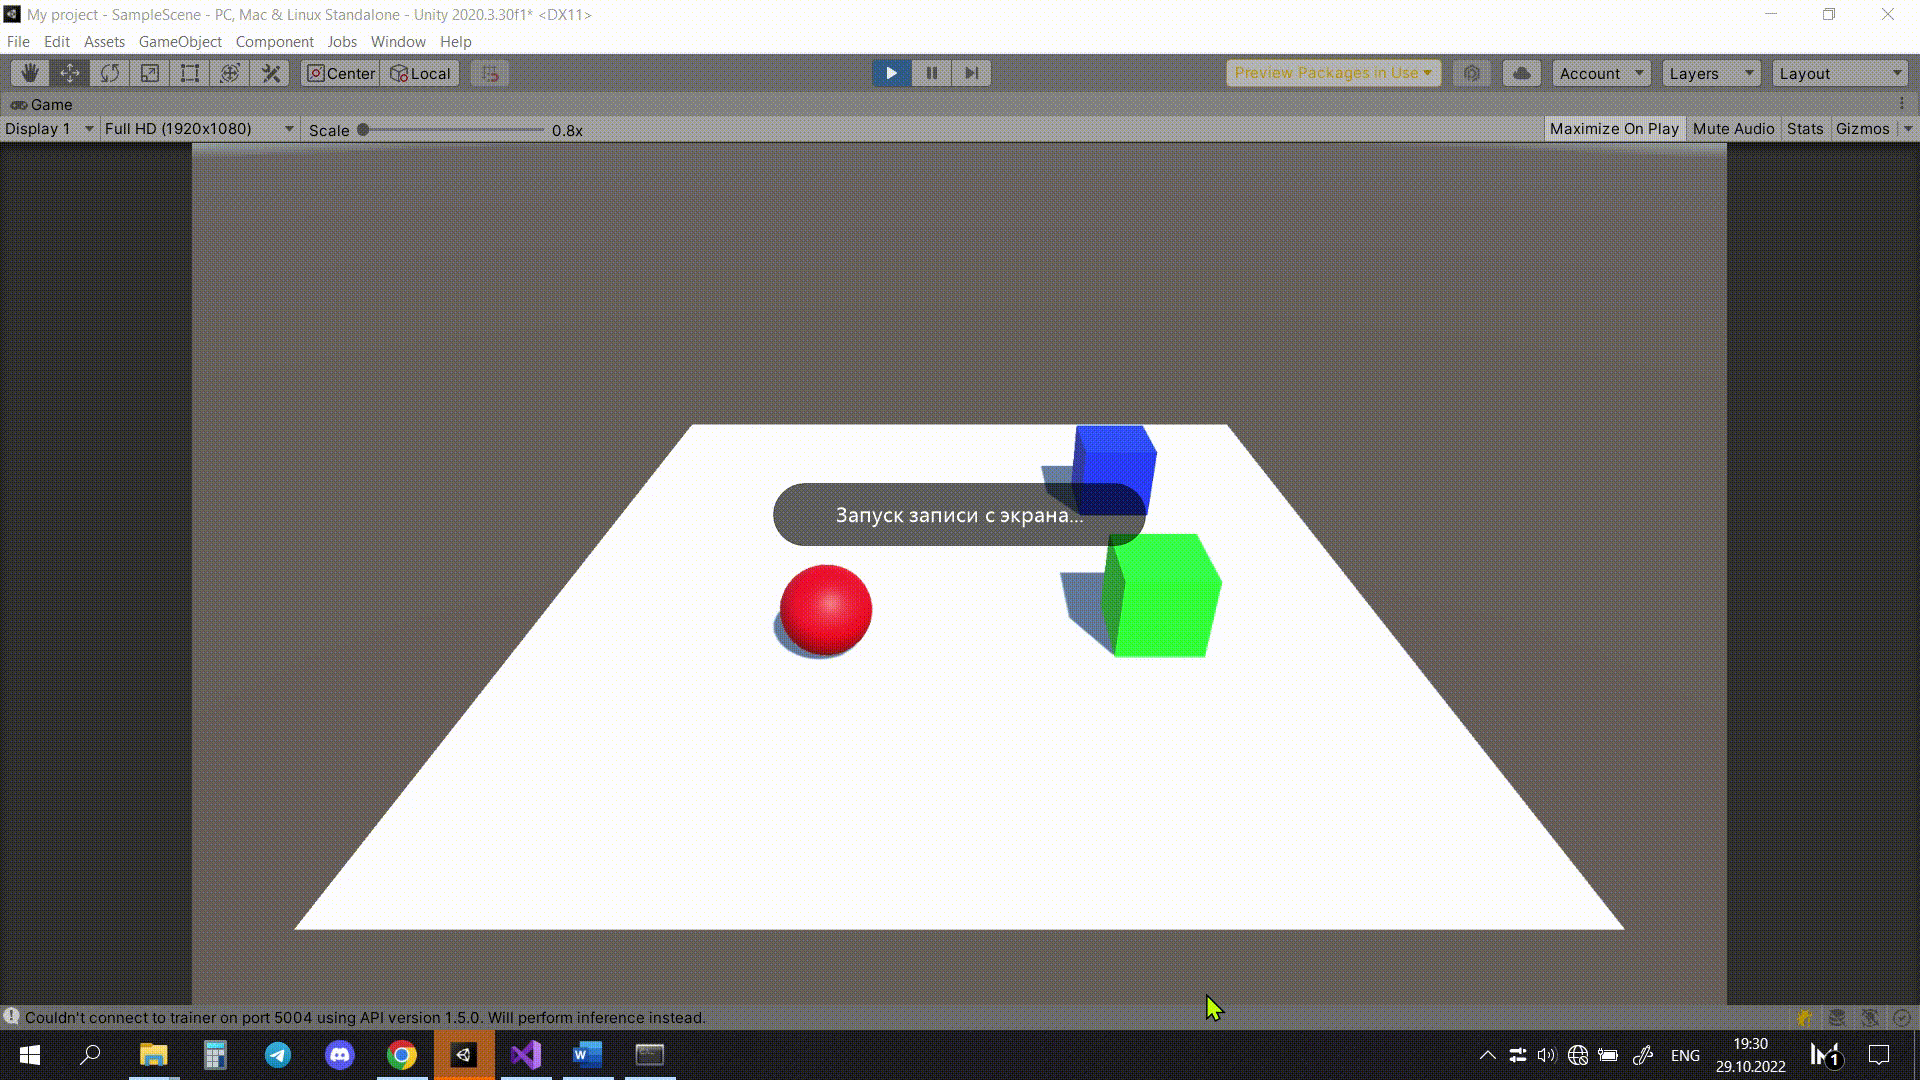 My project - SampleScene - PC, Mac & Linux Standalone - Unity 2020.3.30f1* <DX11>
File Edit Assets GameObject Component Jobs Window Help
Center Local Preview Packages in Use Account Layers Layout
Game
Display 1 Full HD (1920x1080) Scale 0.8x Maximize On Play Mute Audio Stats Gizmos
Запуск записи с экрана...
Couldn't connect to trainer on port 5004 using API version 1.5.0. Will perform inference instead.
ENG
19:30
29.10.2022
1